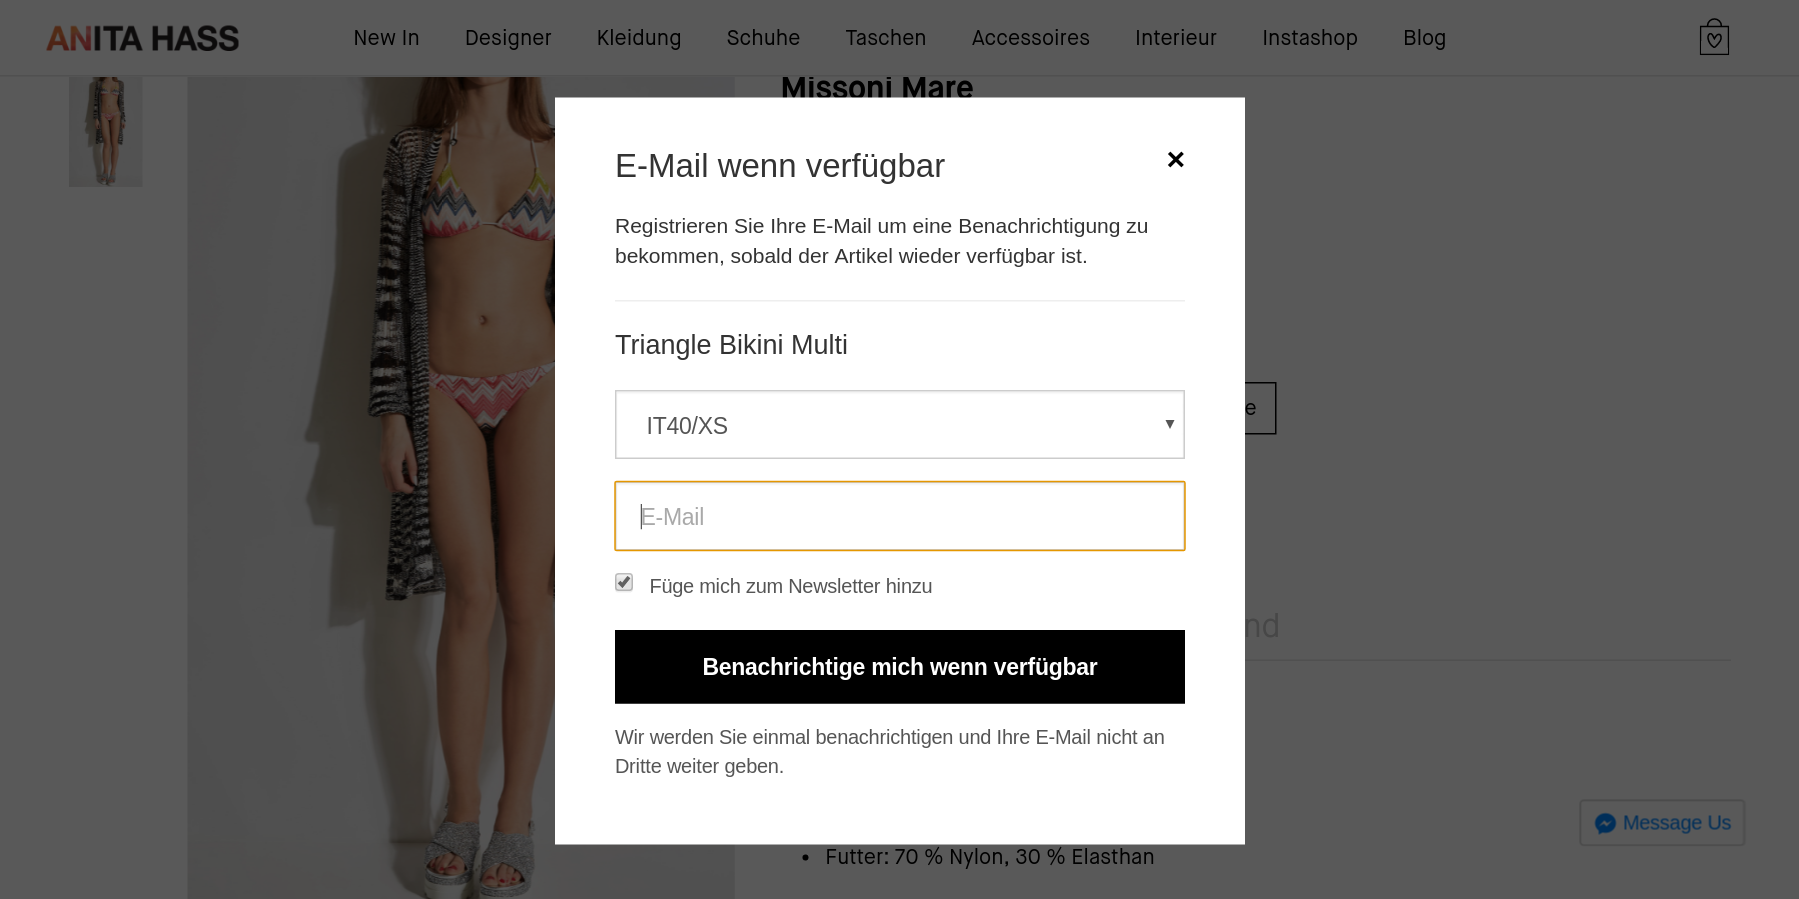 ANITA HASS
New In Designer Kleidung Schuhe Taschen Accessoires Interieur Instashop Blog
Missoni Mare
E-Mail wenn verfügbar
×
Registrieren Sie Ihre E-Mail um eine Benachrichtigung zu
bekommen, sobald der Artikel wieder verfügbar ist.
Triangle Bikini Multi
IT40/XS
E-Mail
Füge mich zum Newsletter hinzu
Benachrichtige mich wenn verfügbar
Wir werden Sie einmal benachrichtigen und Ihre E-Mail nicht an
Dritte weiter geben.
Message Us
• Futter: 70 % Nylon, 30 % Elasthan